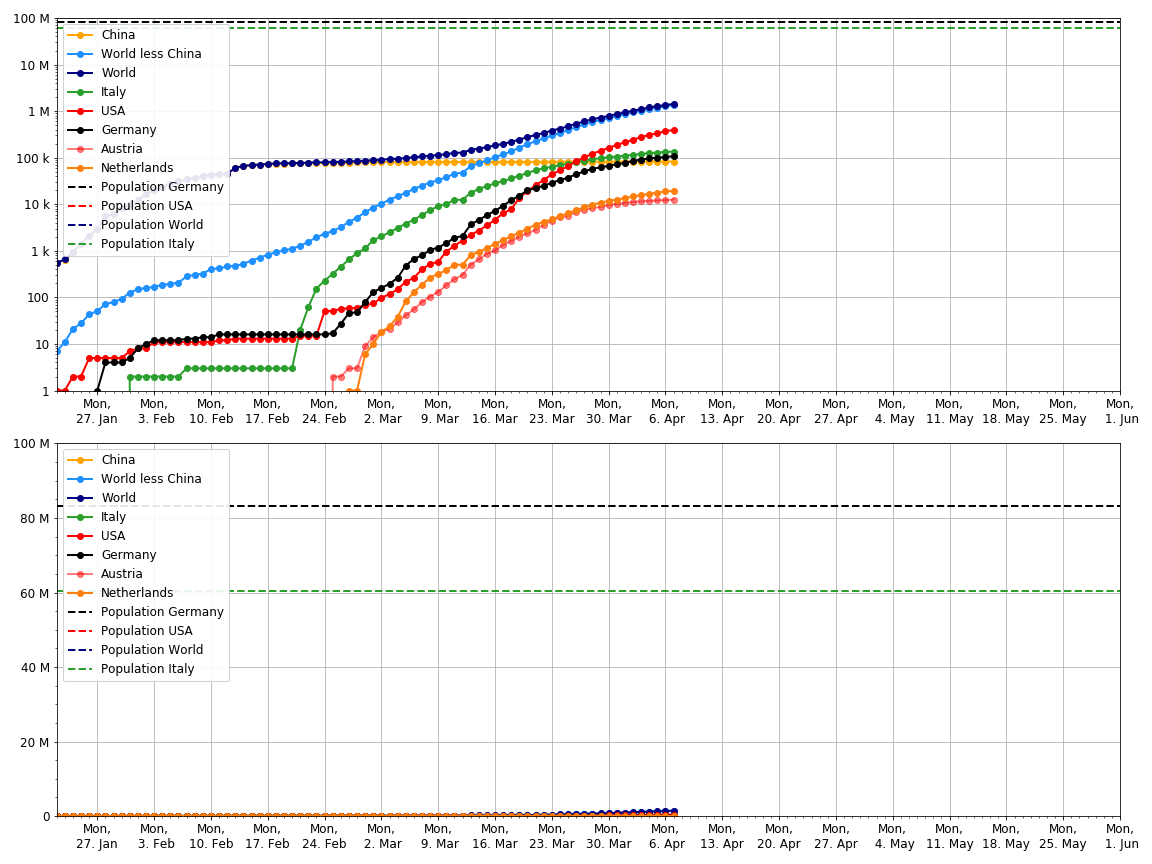 100 M
10 M
1 M
100 k
10 k
1 k
100
10
1
China
World less China
World
Italy
USA
Germany
Austria
Netherlands
Population Germany
Population USA
Population World
Population Italy
Mon, Mon, Mon, Mon, Mon, Mon, Mon, Mon, Mon, Mon, Mon, Mon, Mon, Mon, Mon, Mon, Mon, Mon, Mon,
27. Jan 3. Feb 10. Feb 17. Feb 24. Feb 2. Mar 9. Mar 16. Mar 23. Mar 30. Mar 6. Apr 13. Apr 20. Apr 27. Apr 4. May 11. May 18. May 25. May 1. Jun
100 M
80 M
60 M
40 M
20 M
0
China
World less China
World
Italy
USA
Germany
Austria
Netherlands
Population Germany
Population USA
Population World
Population Italy
Mon, Mon, Mon, Mon, Mon, Mon, Mon, Mon, Mon, Mon, Mon, Mon, Mon, Mon, Mon, Mon, Mon, Mon, Mon,
27. Jan 3. Feb 10. Feb 17. Feb 24. Feb 2. Mar 9. Mar 16. Mar 23. Mar 30. Mar 6. Apr 13. Apr 20. Apr 27. Apr 4. May 11. May 18. May 25. May 1. Jun